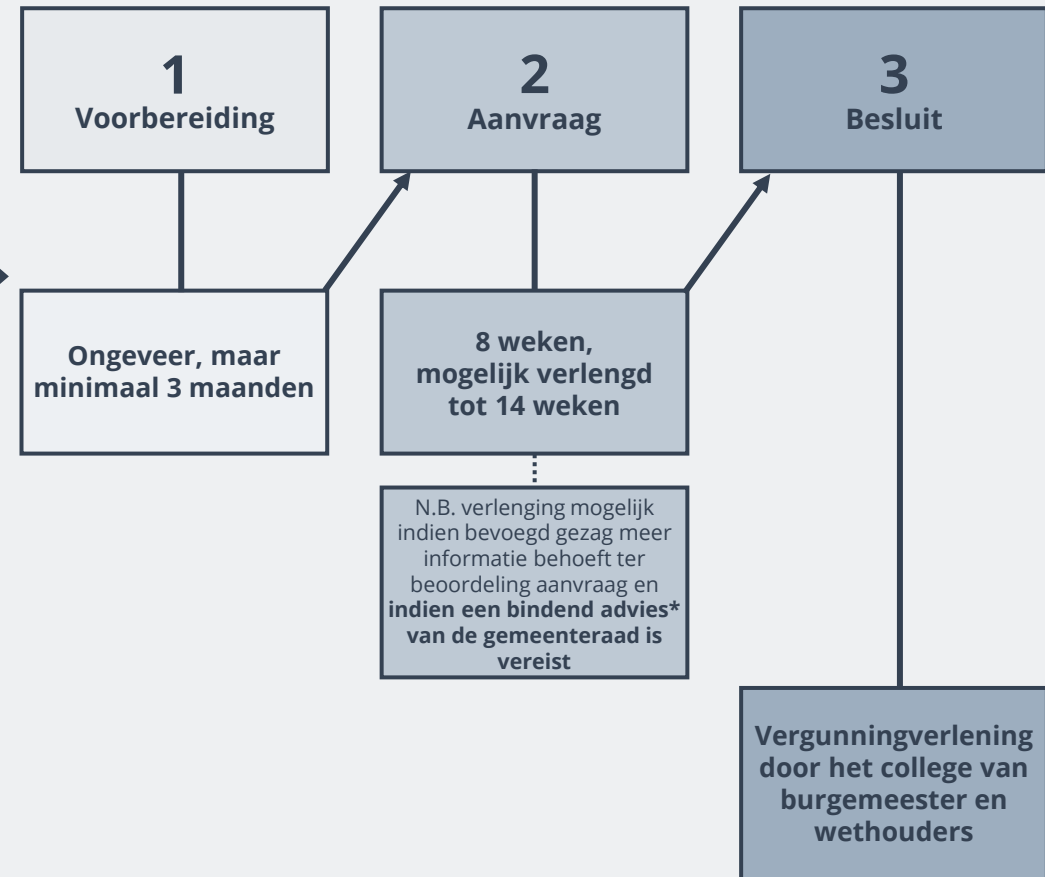 1
Voorbereiding
Ongeveer, maar
minimaal 3 maanden
2
Aanvraag
8 weken,
mogelijk verlengd
tot 14 weken
N.B. verlenging mogelijk
indien bevoegd gezag meer
informatie behoeft ter
beoordeling aanvraag en
indien een bindend advies*
van de gemeenteraad is
vereist
3
Besluit
Vergunningverlening
door het college van
burgemeester en
wethouders